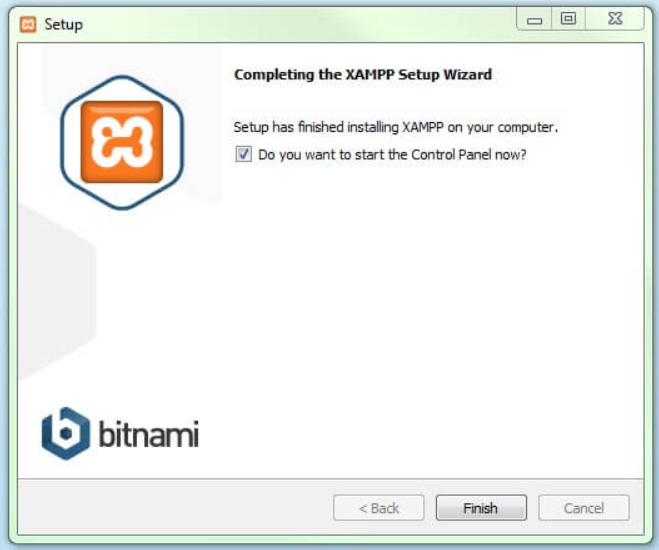 Setup
Completing the XAMPP Setup Wizard
Setup has finished installing XAMPP on your computer.
Do you want to start the Control Panel now?
bitnami
< Back
Finish
Cancel